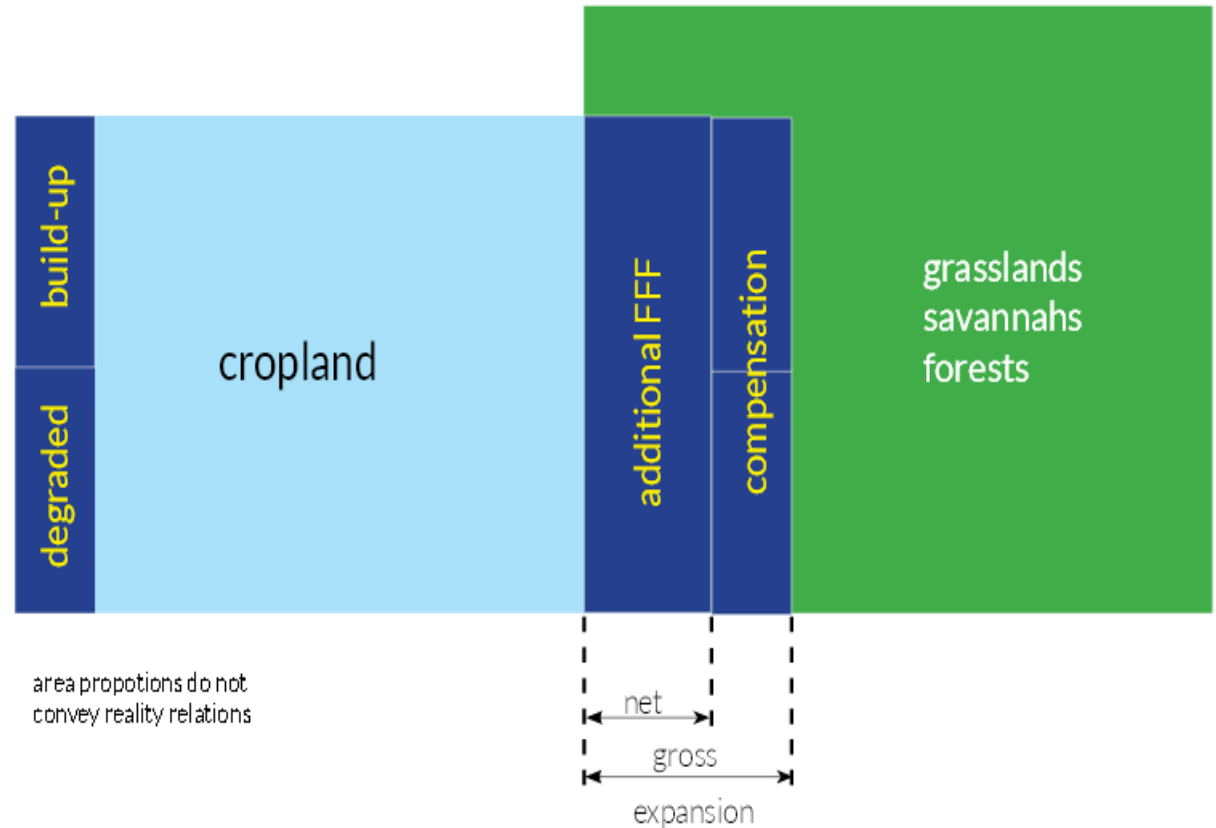 build-up
degraded
cropland
additional FFF
compensation
grasslands
savannahs
forests
area propotions do not
convey reality relations
net
gross
expansion